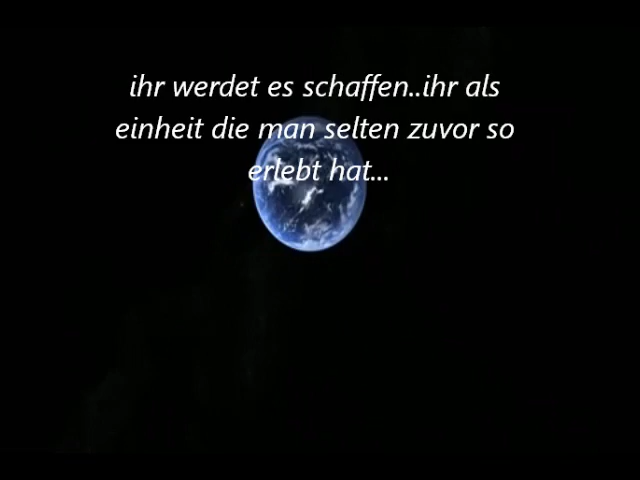 ihr werdet es schaffen..ihr als
einheit die man selten zuvor so
erlebt hat...